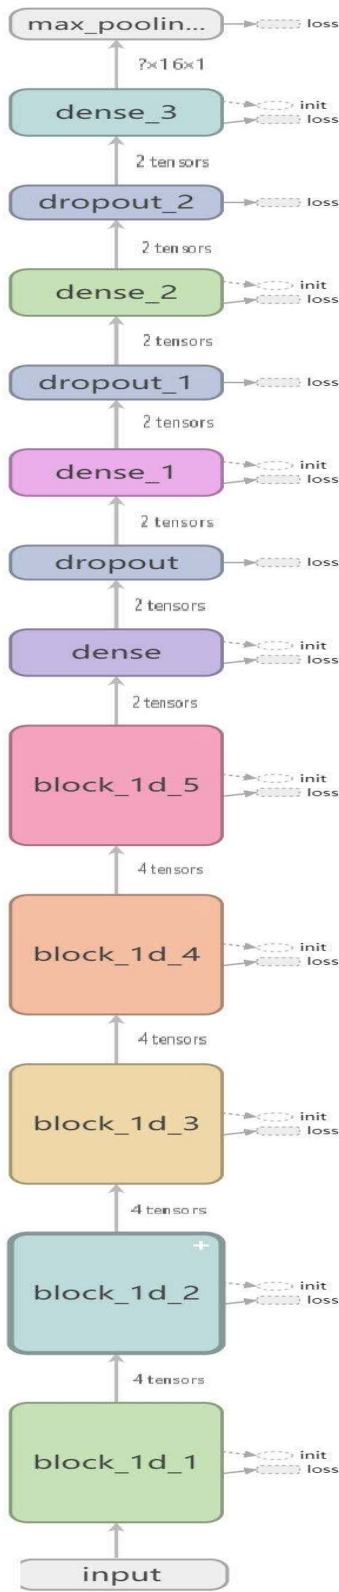 max_poolin... loss
?×16×1
dense_3 init
loss
2 tensors
dropout_2 loss
2 tensors
dense_2 init
loss
2 tensors
dropout_1 loss
2 tensors
dense_1 init
loss
2 tensors
dropout loss
2 tensors
dense init
loss
2 tensors
block_1d_5 init
loss
4 tensors
block_1d_4 init
loss
4 tensors
block_1d_3 init
loss
4 tensors
+
block_1d_2 init
loss
4 tensors
block_1d_1 init
loss
input